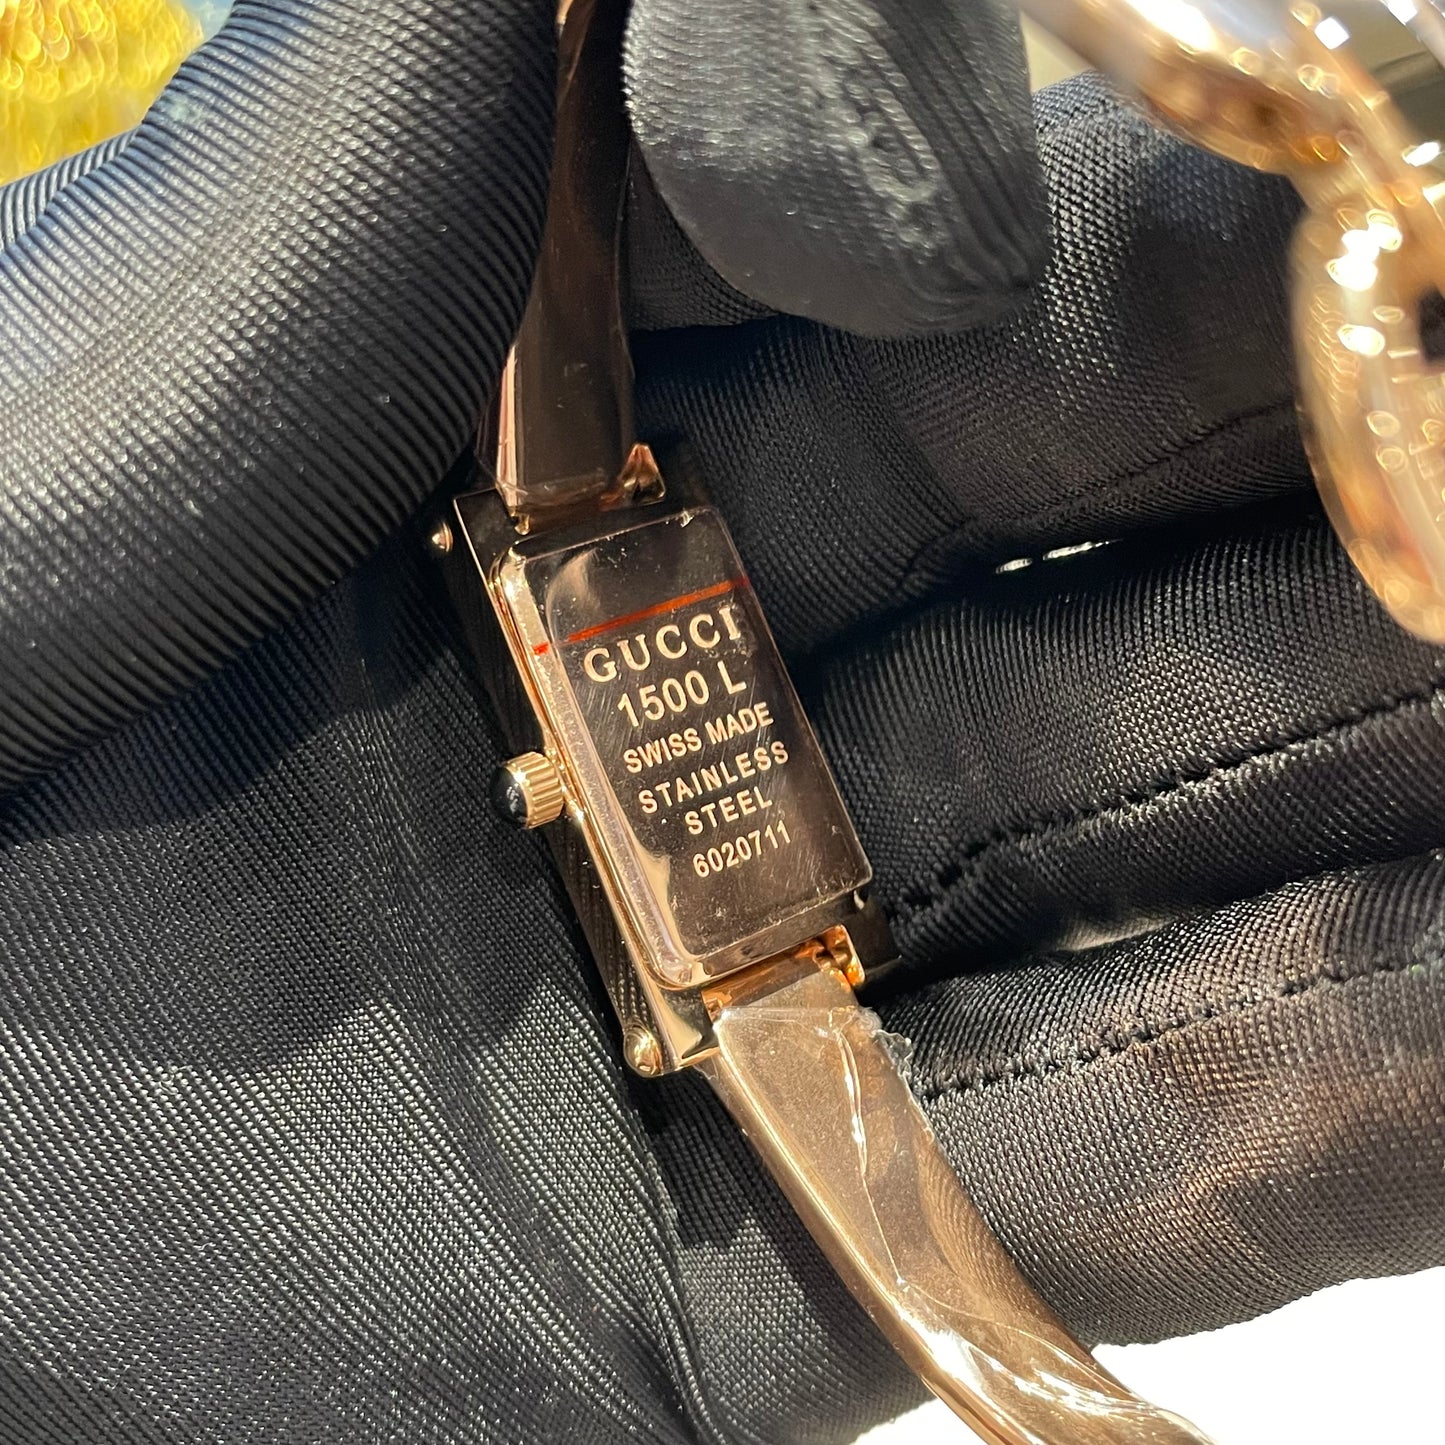 GUCCI
1500 L
SWISS MADE
STAINLESS
STEEL
6020711